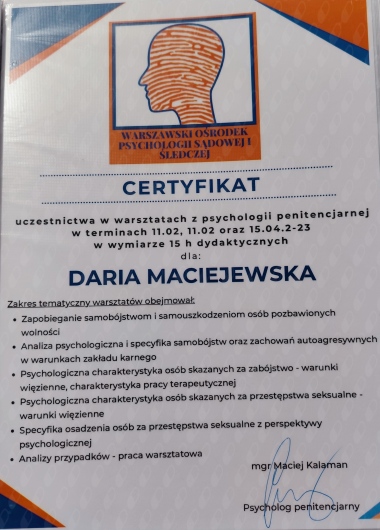 WARSZAWSKI OŚRODEK
PSYCHOLOGII SĄDOWEJ I
ŚLEDCZEJ
CERTYFIKAT
uczestnictwa w warsztatach z psychologii penitencjarnej
w terminach 11.02, 11.02 oraz 15.04.2-23
w wymiarze 15 h dydaktycznych
dla:
DARIA MACIEJEWSKA
Zakres tematyczny warsztatów obejmował:
• Zapobieganie samobójstwom i samouszkodzeniom osób pozbawionych
wolności
• Analiza psychologiczna i specyfika samobójstw oraz zachowań autoagresywnych
w warunkach zakładu karnego
• Psychologiczna charakterystyka osób skazanych za zabójstwo - warunki
więzienne, charakterystyka pracy terapeutycznej
• Psychologiczna charakterystyka osób skazanych za przestępstwa seksualne -
warunki więzienne
• Specyfika osadzenia osób za przestępstwa seksualne z perspektywy
psychologicznej
• Analizy przypadków - praca warsztatowa
mgr Maciej Kalaman
Psycholog penitencjarny